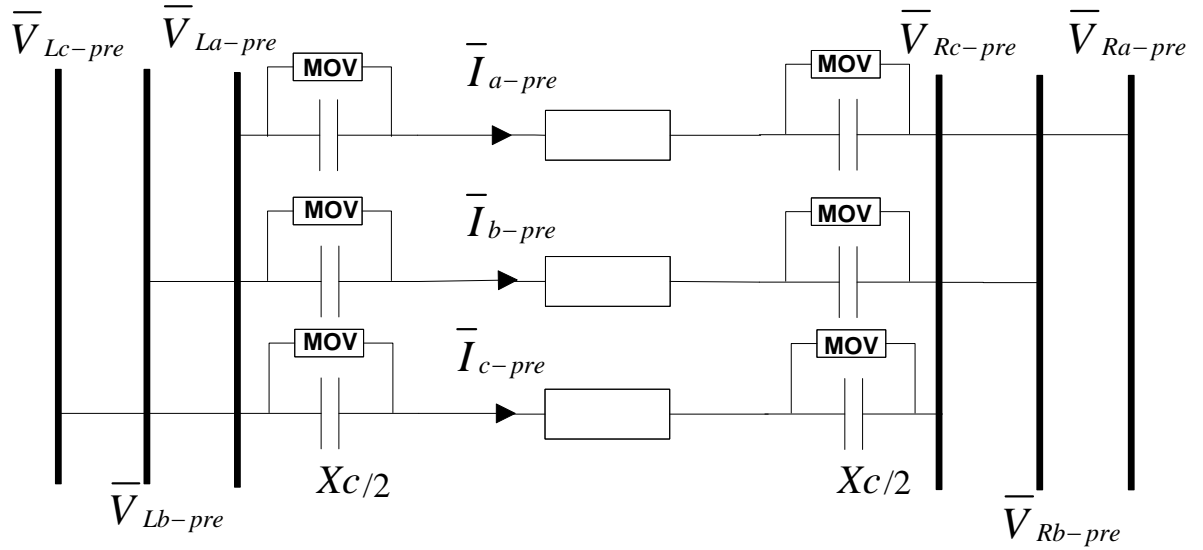 V̅Lc−pre
V̅La−pre
V̅Rc−pre
V̅Ra−pre
MOV
I̅a−pre
MOV
MOV
I̅b−pre
MOV
MOV
I̅c−pre
MOV
Xc/2
Xc/2
V̅Lb−pre
V̅Rb−pre